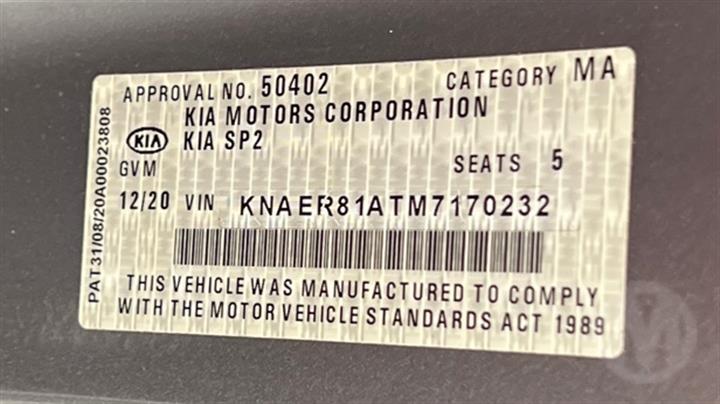 APPROVAL NO. 50402 CATEGORY MA
KIA MOTORS CORPORATION
KIA KIA SP2
GVM SEATS 5
12/20 VIN KNAER81ATM7170232
THIS VEHICLE WAS MANUFACTURED TO COMPLY
WITH THE MOTOR VEHICLE STANDARDS ACT 1989
PAT31/08/20A00023808